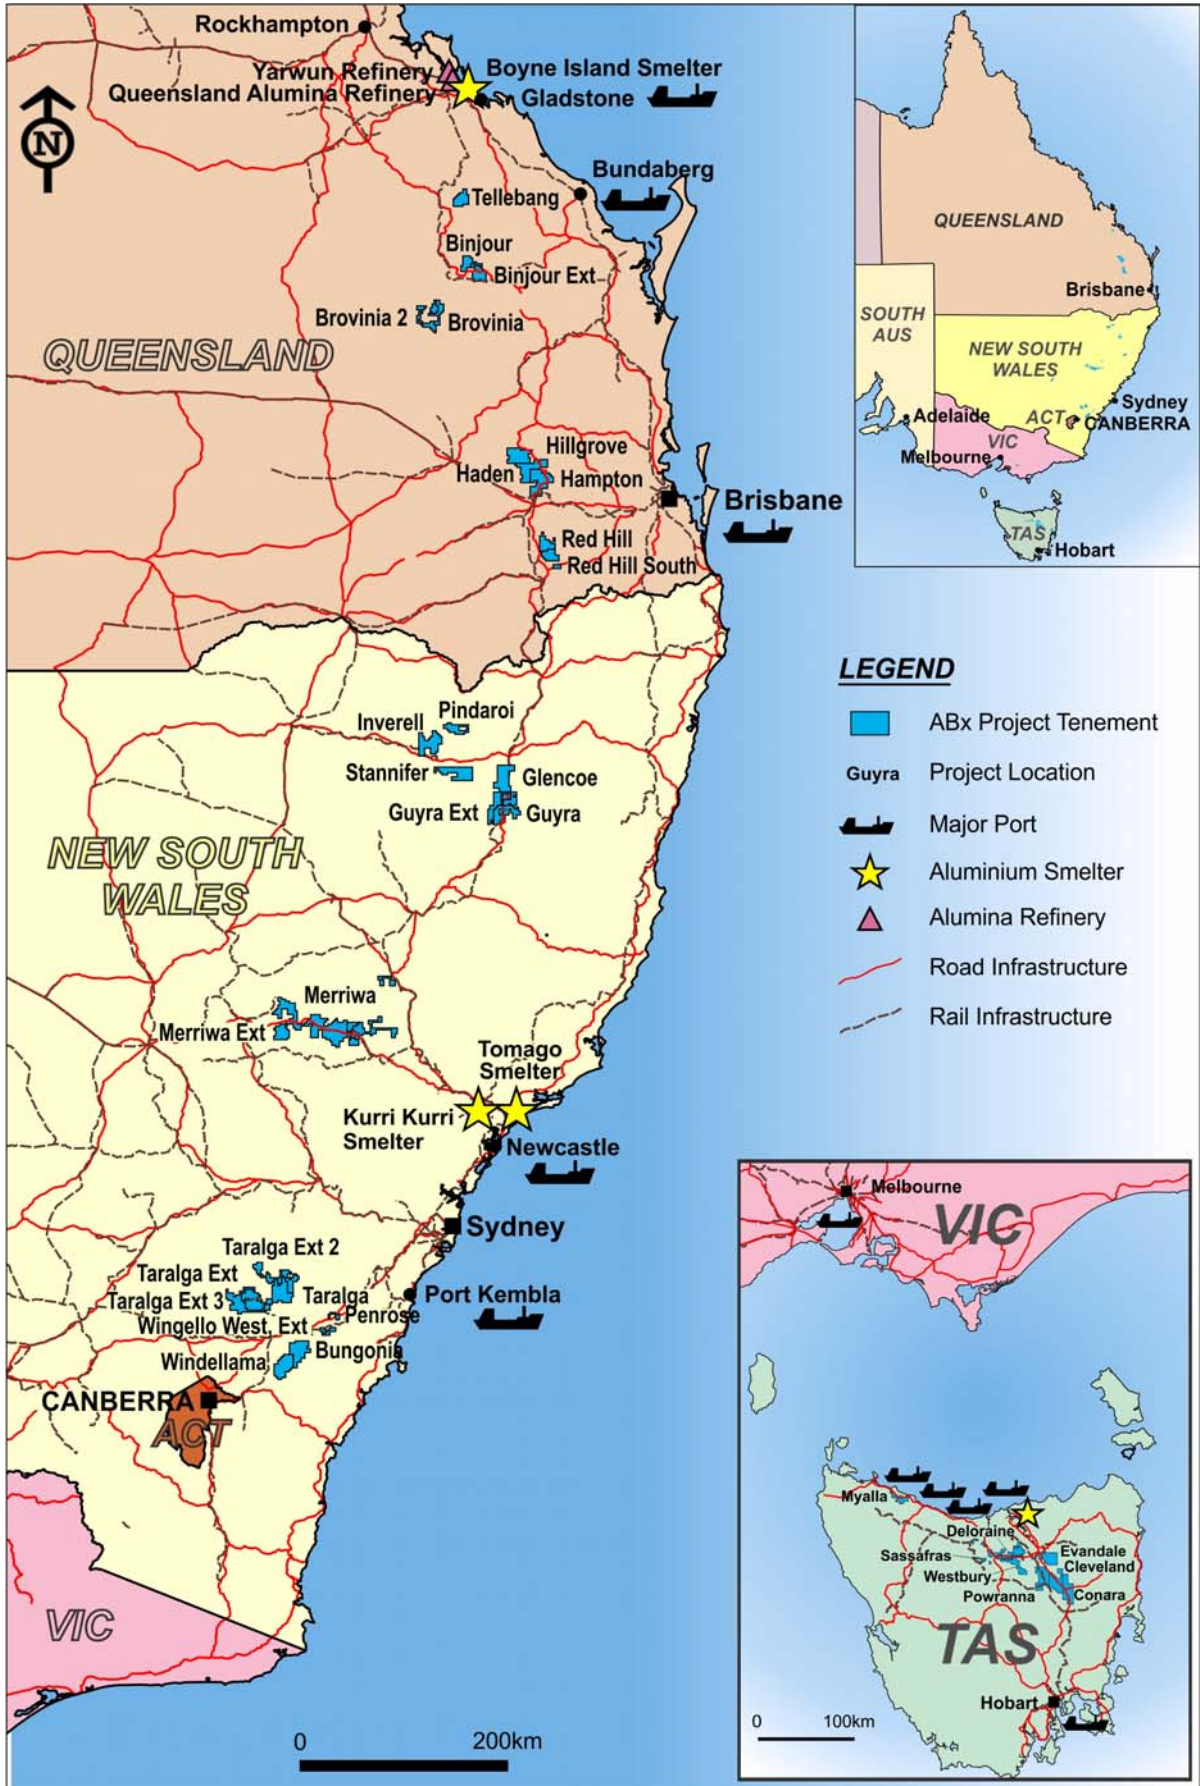 Rockhampton
Yarwun Refinery
Queensland Alumina Refinery
Boyne Island Smelter
Gladstone
N
Bundaberg
Tellebang
Binjour
Binjour Ext
Brovinia 2
Brovinia
QUEENSLAND
Hillgrove
Haden
Hampton
Brisbane
Red Hill
Red Hill South
Pindaroi
Inverell
Stannifer
Glencoe
Guyra Ext
Guyra
NEW SOUTH
WALES
Merriwa
Merriwa Ext
Tomago
Smelter
Kurri Kurri
Smelter
Newcastle
Sydney
Taralga Ext 2
Taralga Ext
Taralga Ext 3
Taralga
Port Kembla
Penrose
Wingello West, Ext
Bungonia
Windellama
CANBERRA
ACT
VIC
0
200km
QUEENSLAND
Brisbane
SOUTH
AUS
NEW SOUTH
WALES
Sydney
ACT
CANBERRA
Adelaide
VIC
Melbourne
TAS
Hobart
LEGEND
ABx Project Tenement
Guyra
Project Location
Major Port
Aluminium Smelter
Alumina Refinery
Road Infrastructure
Rail Infrastructure
Melbourne
VIC
Myalla
Deloraine
Sassafras
Evandale
Cleveland
Westbury
Powranna
Conara
TAS
Hobart
0
100km